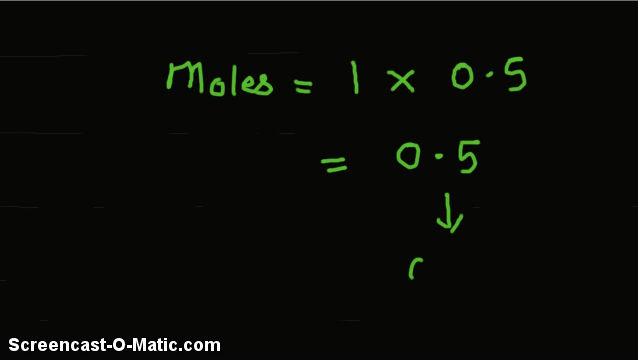 Moles = 1 × 0.5
= 0.5
↓
Screencast-O-Matic.com